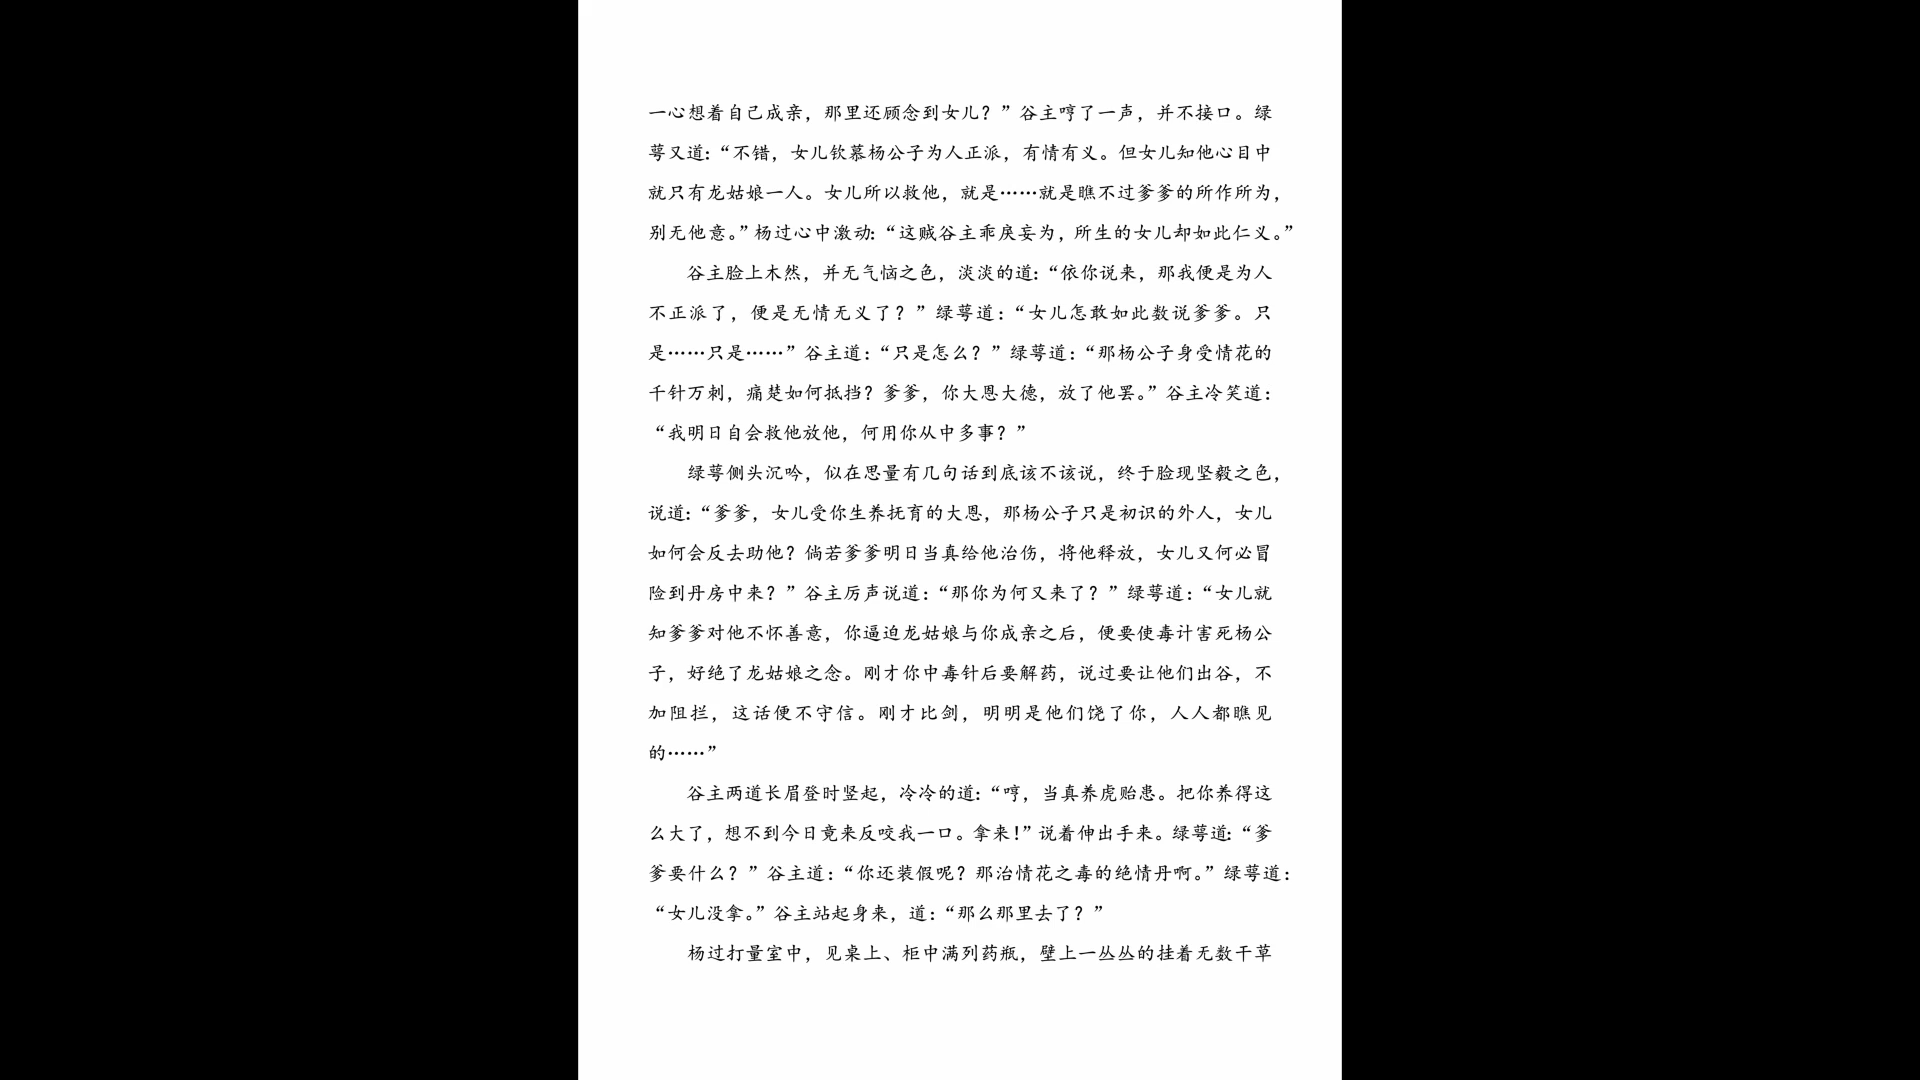 一心想着自己成亲，那里还顾念到女儿？”谷主哼了一声，并不接口。绿
萼又道：“不错，女儿钦慕杨公子为人正派，有情有义。但女儿知他心目中
就只有龙姑娘一人。女儿所以救他，就是……就是瞧不过爹爹的所作所为，
别无他意。”杨过心中激动：“这贼谷主乖戾妄为，所生的女儿却如此仁义。”
谷主脸上木然，并无气恼之色，淡淡的道：“依你说来，那我便是为人
不正派了，便是无情无义了？”绿萼道：“女儿怎敢如此数说爹爹。只
是……只是……”谷主道：“只是怎么？”绿萼道：“那杨公子身受情花的
千针万刺，痛楚如何抵挡？爹爹，你大恩大德，放了他罢。”谷主冷笑道：
“我明日自会救他放他，何用你从中多事？”
绿萼侧头沉吟，似在思量有几句话到底该不该说，终于脸现坚毅之色，
说道：“爹爹，女儿受你生养抚育的大恩，那杨公子只是初识的外人，女儿
如何会反去助他？倘若爹爹明日当真给他治伤，将他释放，女儿又何必冒
险到丹房中来？”谷主厉声说道：“那你为何又来了？”绿萼道：“女儿就
知爹爹对他不怀善意，你逼迫龙姑娘与你成亲之后，便要使毒计害死杨公
子，好绝了龙姑娘之念。刚才你中毒针后要解药，说过要让他们出谷，不
加阻拦，这话便不守信。刚才比剑，明明是他们饶了你，人人都瞧见
的……”
谷主两道长眉登时竖起，冷冷的道：“哼，当真养虎贻患。把你养得这
么大了，想不到今日竟来反咬我一口。拿来！”说着伸出手来。绿萼道：“爹
爹要什么？”谷主道：“你还装假呢？那治情花之毒的绝情丹啊。”绿萼道：
“女儿没拿。”谷主站起身来，道：“那么那里去了？”
杨过打量室中，见桌上、柜中满列药瓶，壁上一丛丛的挂着无数干草